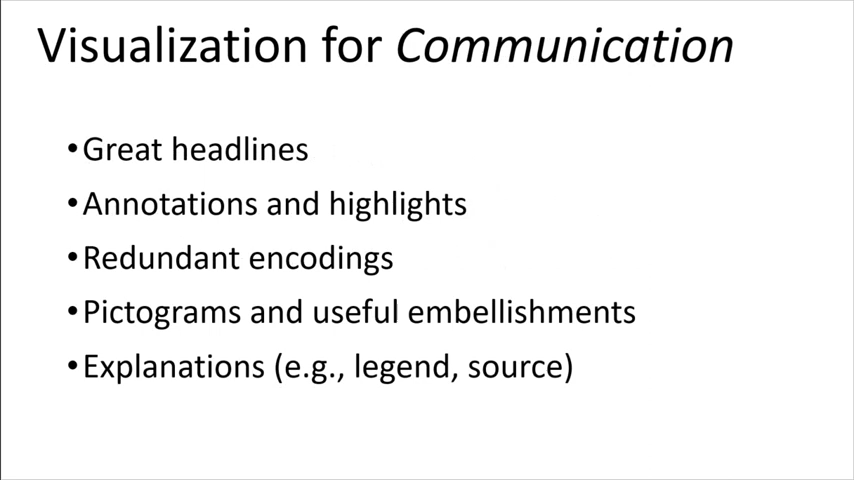 Visualization for Communication
•Great headlines
•Annotations and highlights
•Redundant encodings
•Pictograms and useful embellishments
•Explanations (e.g., legend, source)